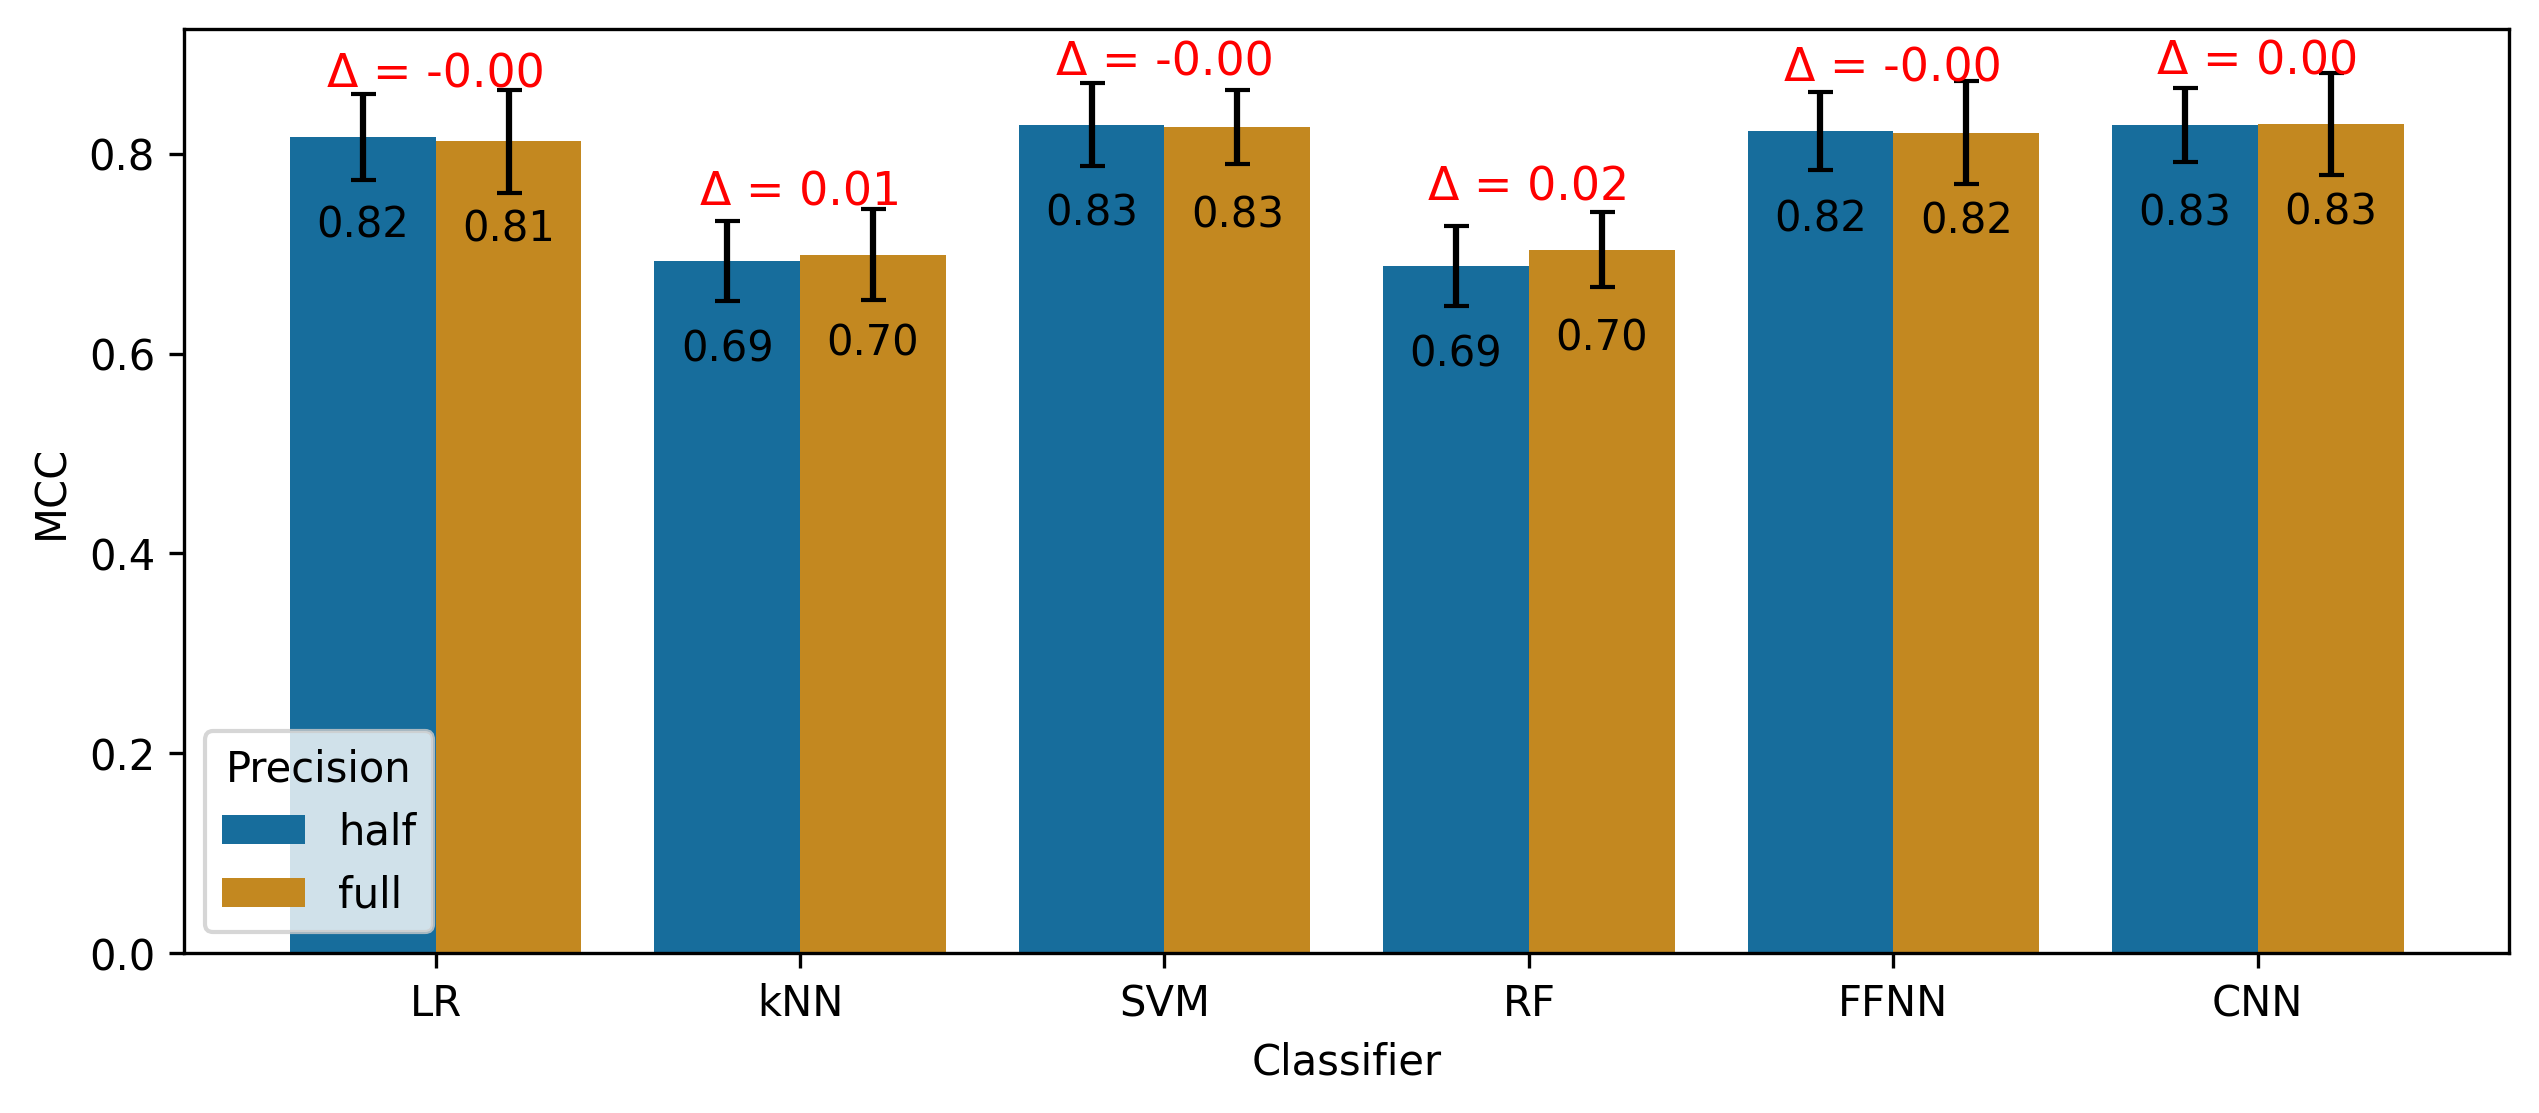 Δ = -0.00
Δ = 0.01
Δ = -0.00
Δ = 0.02
Δ = -0.00
Δ = 0.00
0.82
0.81
0.69
0.70
0.83
0.83
0.69
0.70
0.82
0.82
0.83
0.83
MCC
0.8
0.6
0.4
0.2
0.0
Precision
half
full
LR
kNN
SVM
RF
FFNN
CNN
Classifier